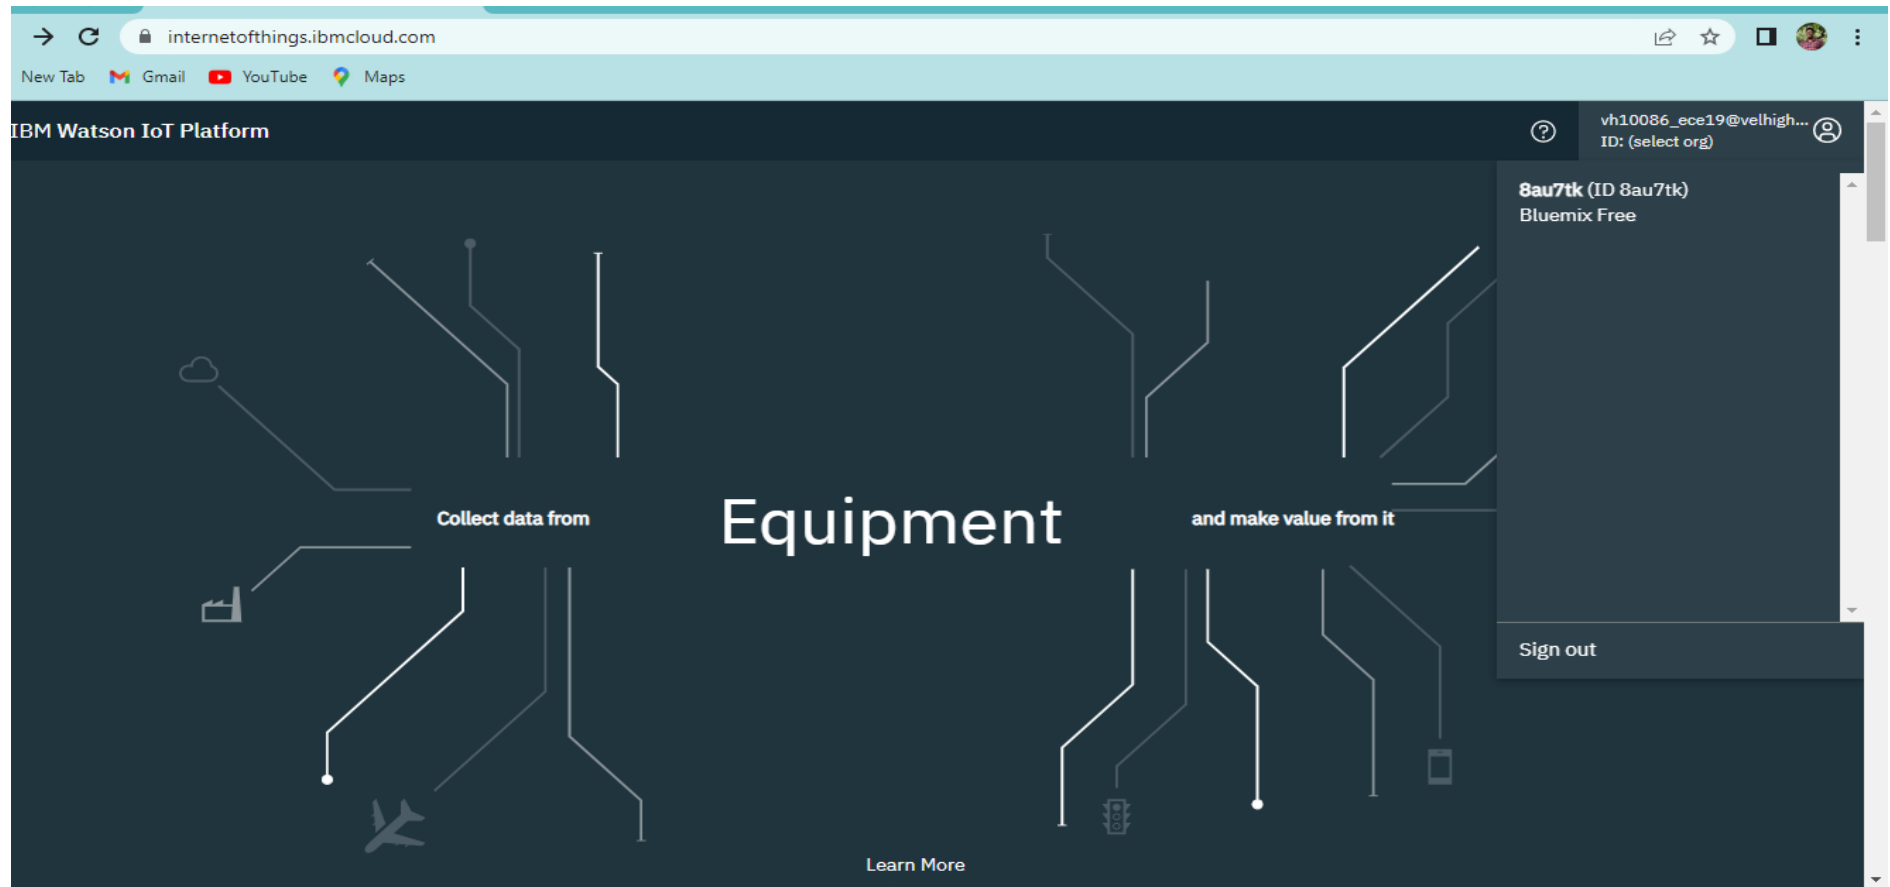 internetofthings.ibmcloud.com
New Tab Gmail YouTube Maps
IBM Watson IoT Platform
vh10086_ece19@velhigh...
ID: (select org)
8au7tk (ID 8au7tk)
Bluemix Free
Collect data from Equipment and make value from it
Sign out
Learn More